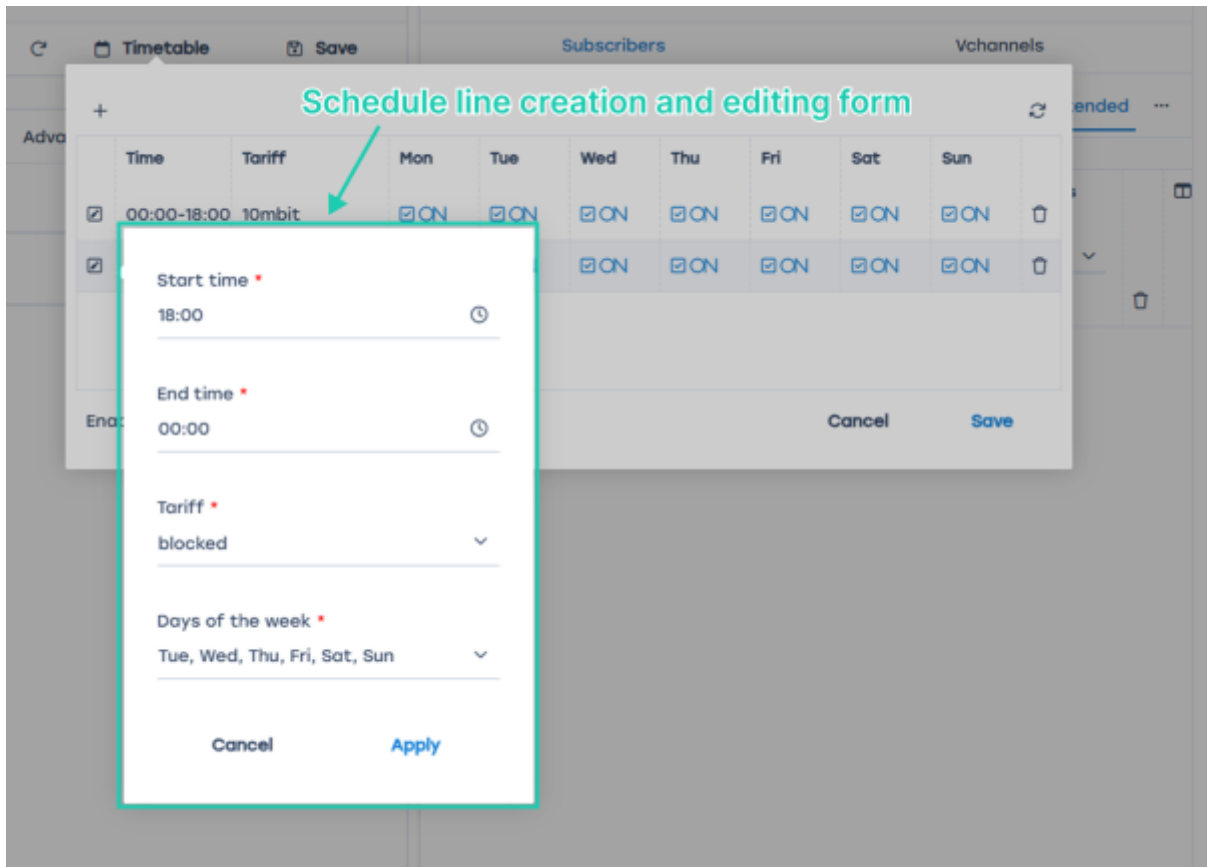 Timetable Save Subscribers Vchannels
Schedule line creation and editing form
ended ...
Adva
Time Tariff Mon Tue Wed Thu Fri Sat Sun
00:00-18:00 10mbit ON ON ON ON ON ON ON
ON ON ON ON ON
Start time *
18:00
End time *
00:00
Ena
Cancel Save
Tariff *
blocked
Days of the week *
Tue, Wed, Thu, Fri, Sat, Sun
Cancel Apply